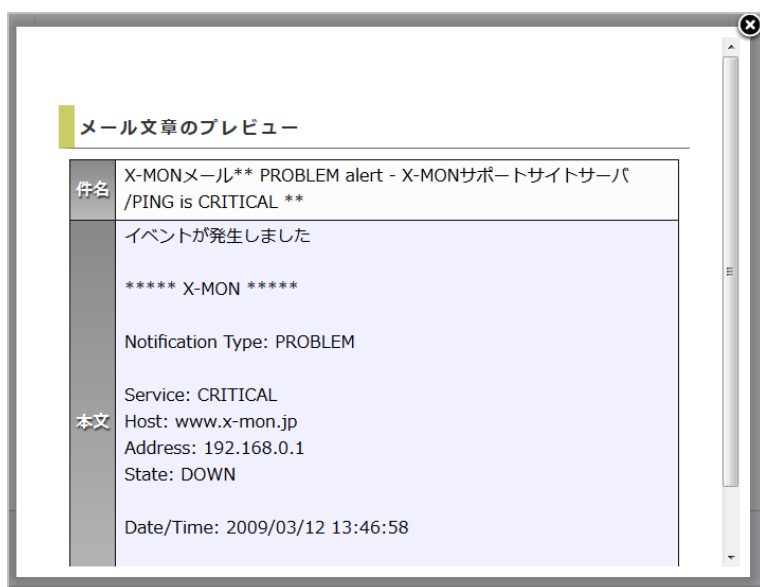 メール文章のプレビュー
件名
X-MONメール** PROBLEM alert - X-MONサポートサイトサーバ
/PING is CRITICAL **
本文
イベントが発生しました
***** X-MON *****
Notification Type: PROBLEM
Service: CRITICAL
Host: www.x-mon.jp
Address: 192.168.0.1
State: DOWN
Date/Time: 2009/03/12 13:46:58